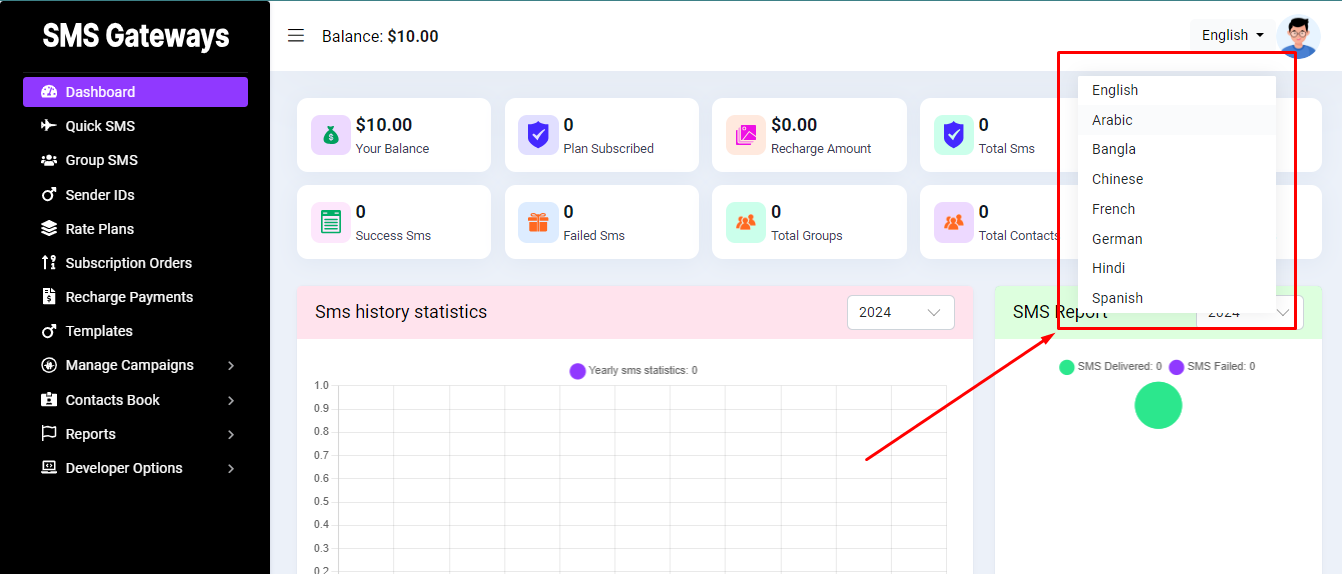 SMS Gateways
Dashboard
Quick SMS
Group SMS
Sender IDs
Rate Plans
Subscription Orders
Recharge Payments
Templates
Manage Campaigns
Contacts Book
Reports
Developer Options
Balance: $10.00
English
English
Arabic
Bangla
Chinese
French
German
Hindi
Spanish
$10.00
Your Balance
0
Plan Subscribed
$0.00
Recharge Amount
0
Total Sms
0
Success Sms
0
Failed Sms
0
Total Groups
0
Total Contacts
Sms history statistics
2024
Yearly sms statistics: 0
1.0
0.9
0.8
0.7
0.6
0.5
0.4
0.3
0.2
SMS Report
2024
SMS Delivered: 0 SMS Failed: 0